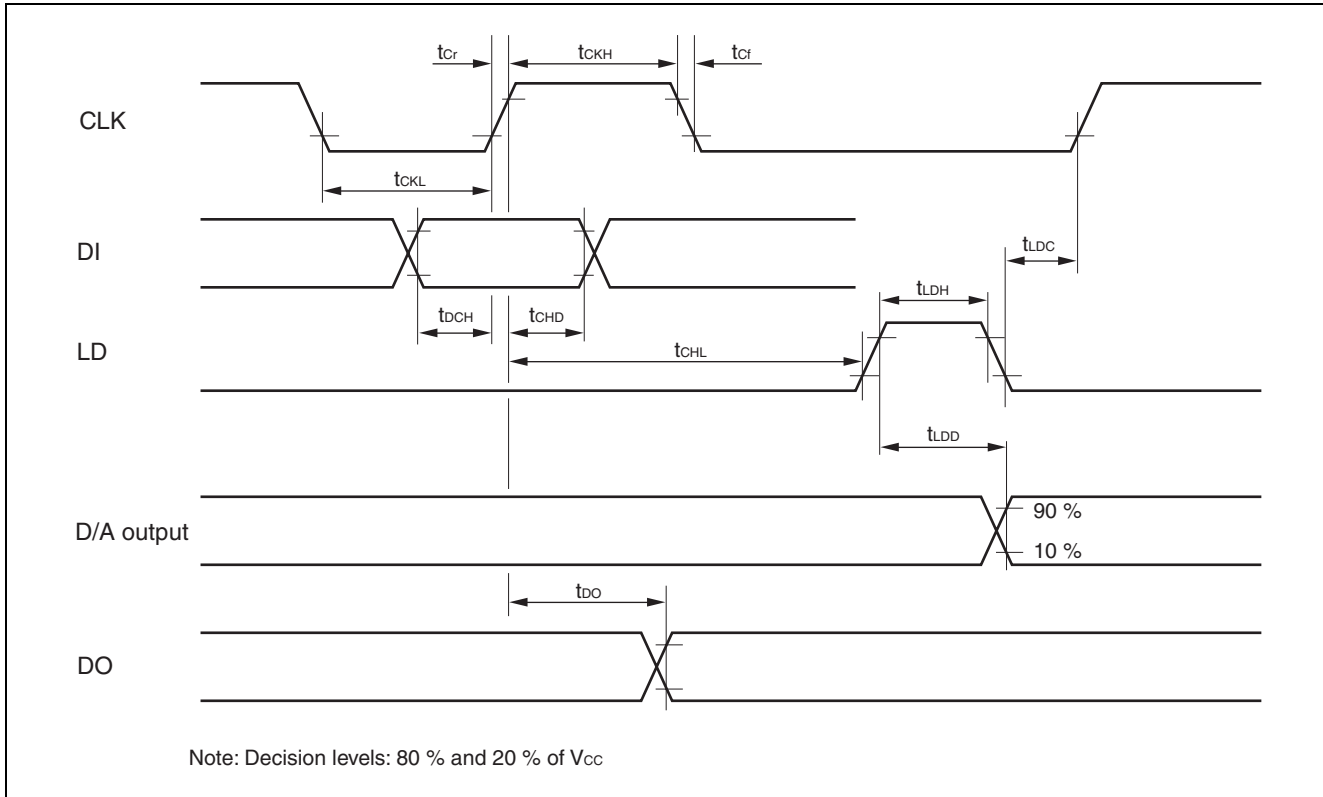 tCr
tCKH
tCf
CLK
tCKL
DI
tLDC
tLDH
tDCH
tCHD
tCHL
LD
tLDD
D/A output
90 %
10 %
tDO
DO
Note: Decision levels: 80 % and 20 % of Vcc